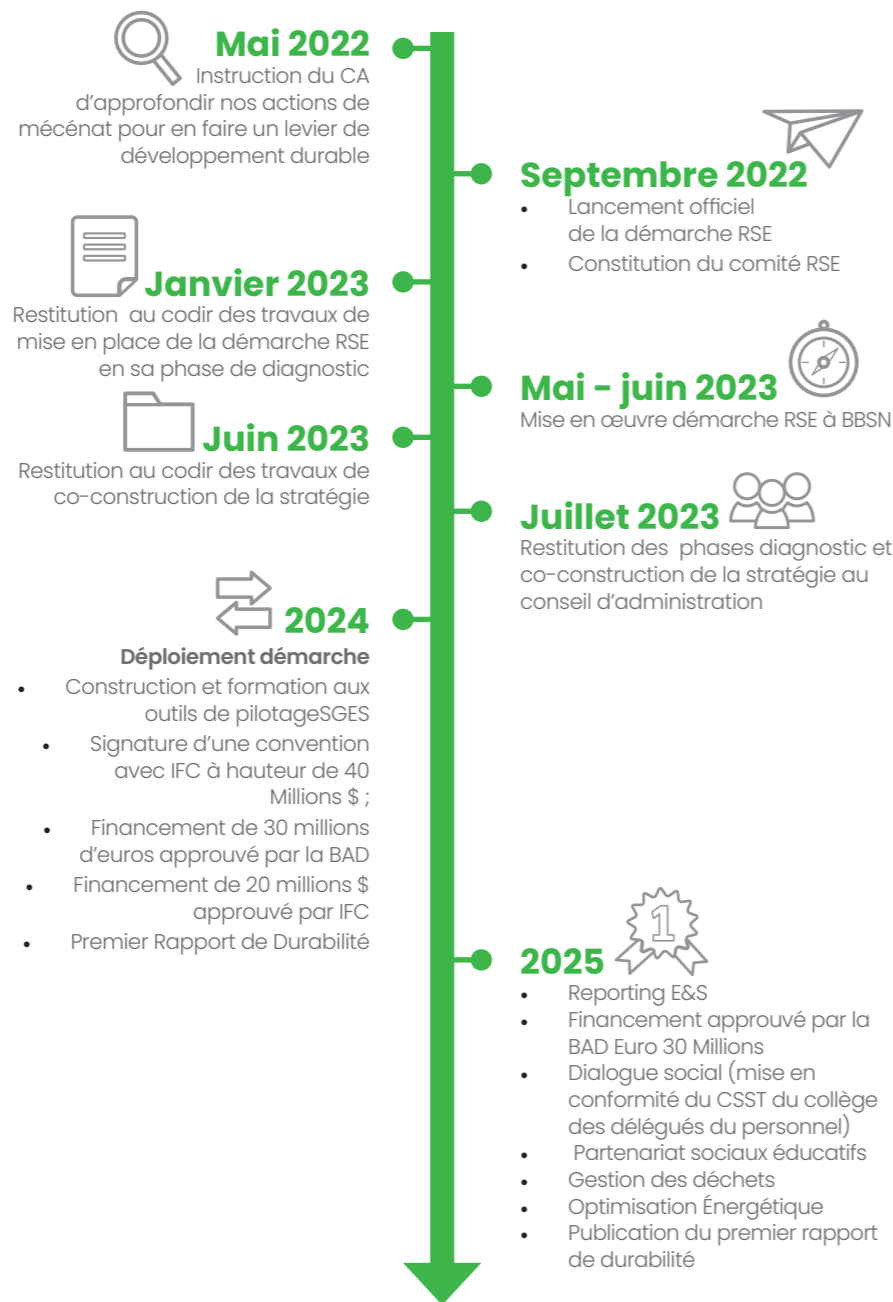 Mai 2022
Instruction du CA
d'approfondir nos actions de
mécénat pour en faire un levier de
développement durable
Septembre 2022
• Lancement officiel
de la démarche RSE
• Constitution du comité RSE
Janvier 2023
Restitution au codir des travaux de
mise en place de la démarche RSE
en sa phase de diagnostic
Mai - juin 2023
Mise en œuvre démarche RSE à BBSN
Juin 2023
Restitution au codir des travaux de
co-construction de la stratégie
Juillet 2023
Restitution des phases diagnostic et
co-construction de la stratégie au
conseil d'administration
2024
Déploiement démarche
• Construction et formation aux
outils de pilotageSGES
• Signature d'une convention
avec IFC à hauteur de 40
Millions $ ;
• Financement de 30 millions
d'euros approuvé par la BAD
• Financement de 20 millions $
approuvé par IFC
• Premier Rapport de Durabilité
1
2025
• Reporting E&S
• Financement approuvé par la
BAD Euro 30 Millions
• Dialogue social (mise en
conformité du CSST du collège
des délégués du personnel)
• Partenariat sociaux éducatifs
• Gestion des déchets
• Optimisation Énergétique
• Publication du premier rapport
de durabilité